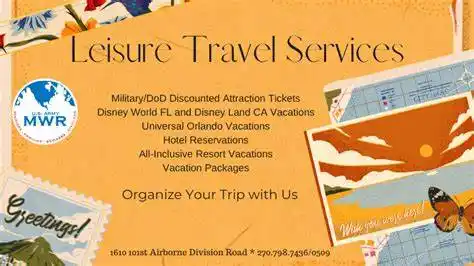 Leisure Travel Services
U.S. ARMY
MWR
Military/DoD Discounted Attraction Tickets
Disney World FL and Disney Land CA Vacations
Universal Orlando Vacations
Hotel Reservations
All-Inclusive Resort Vacations
Vacation Packages
Organize Your Trip with Us
Greetings!
Wish you were here!
1610 101st Airborne Division Road * 270.798.7436/0509